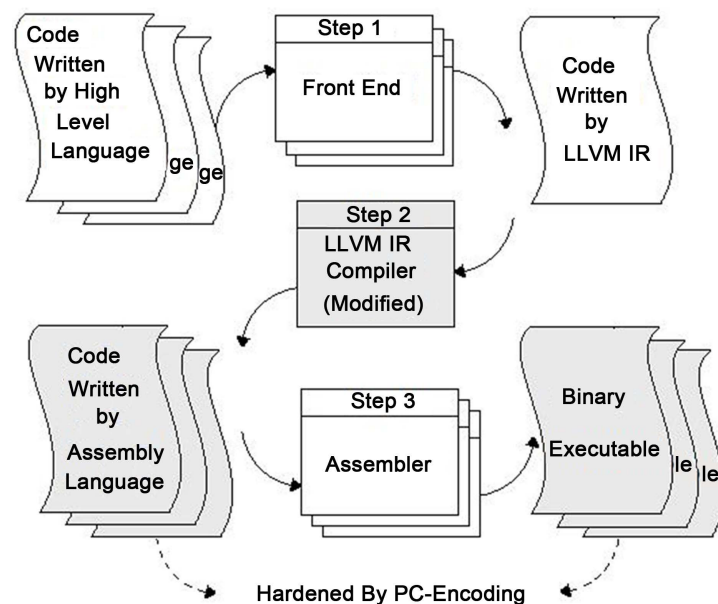 Code
Written
by High
Level
Language
ge
ge
Step 1
Front End
Code
Written
by
LLVM IR
Step 2
LLVM IR
Compiler
(Modified)
Code
Written
by
Assembly
Language
Step 3
Assembler
Binary
Executable
le
le
Hardened By PC-Encoding